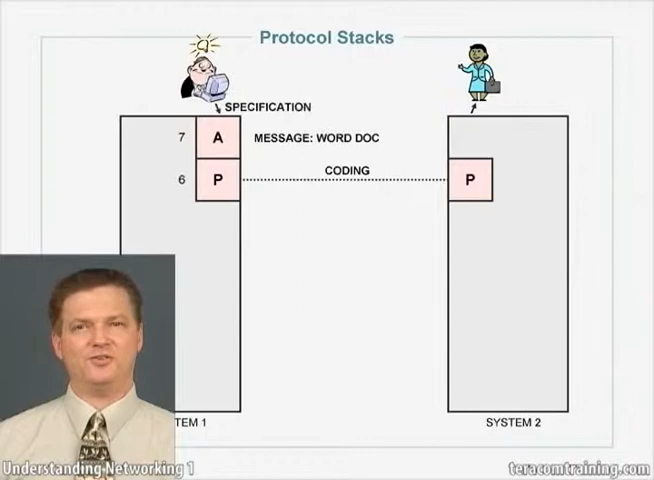 Protocol Stacks
SPECIFICATION
7 A MESSAGE: WORD DOC
6 P CODING P
TEM 1 SYSTEM 2
Understanding Networking 1 teracomtraining.com